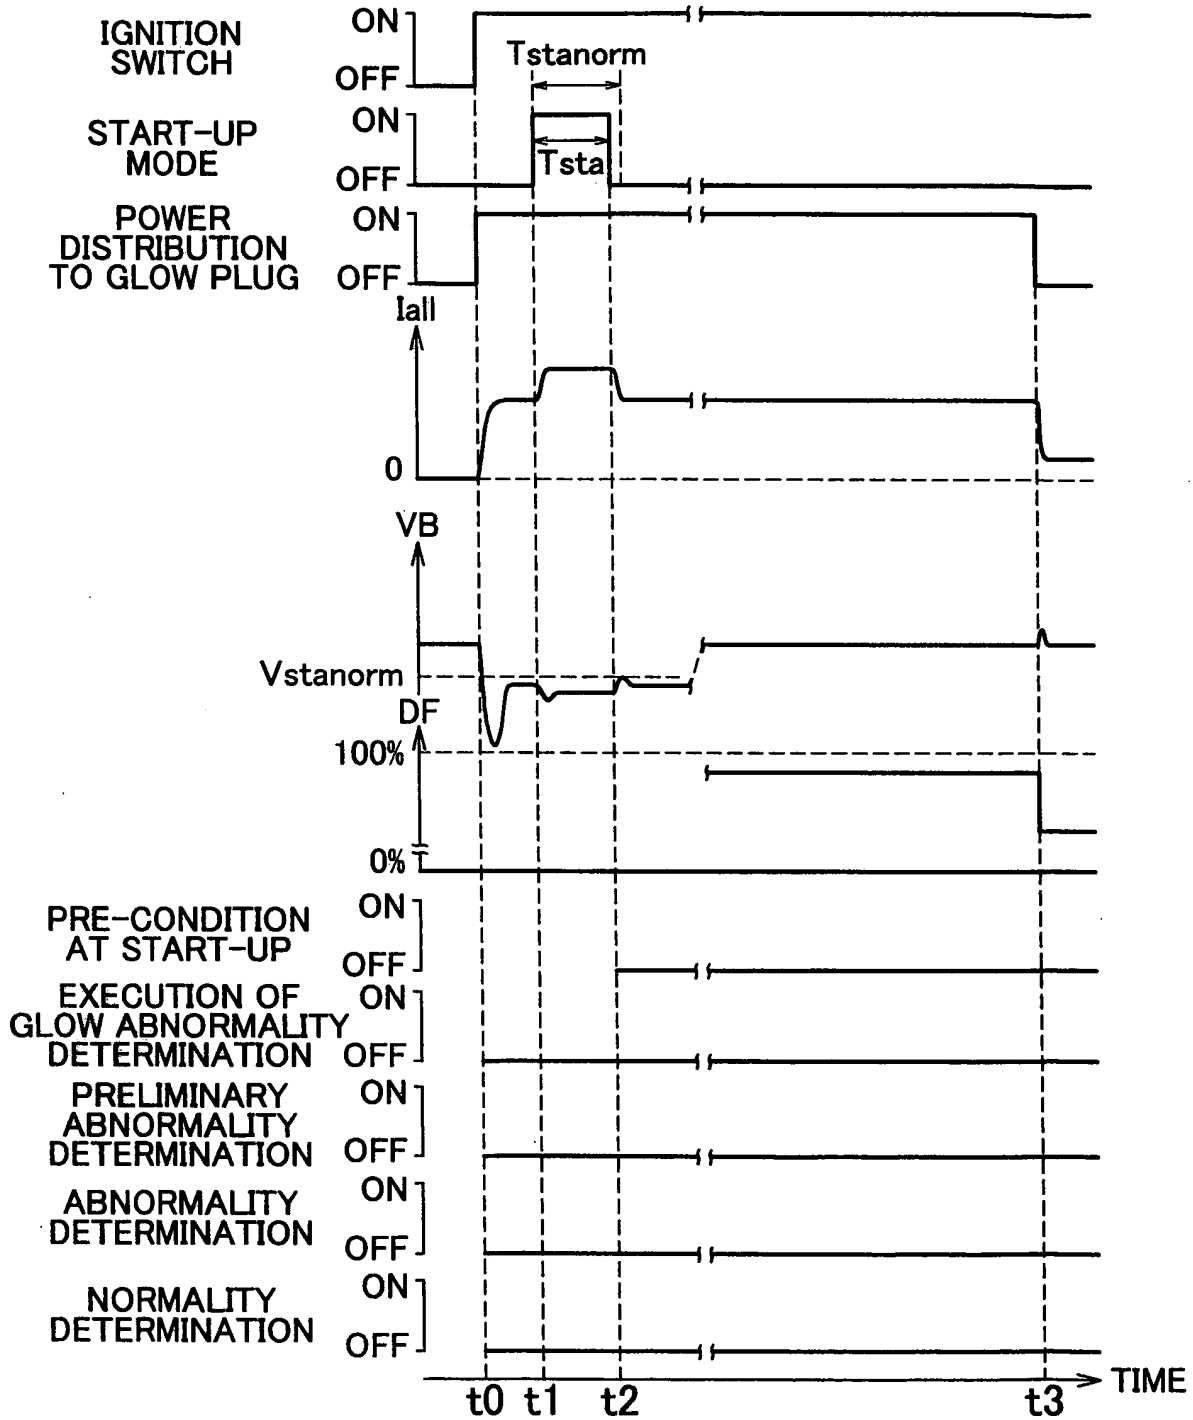 IGNITION
SWITCH
ON
OFF
Tstanorm
START-UP
MODE
ON
OFF
Tsta
POWER
DISTRIBUTION
TO GLOW PLUG
ON
OFF
Iall
0
VB
Vstanorm
DF
100%
0%
PRE-CONDITION
AT START-UP
ON
OFF
EXECUTION OF
GLOW ABNORMALITY
DETERMINATION
ON
OFF
PRELIMINARY
ABNORMALITY
DETERMINATION
ON
OFF
ABNORMALITY
DETERMINATION
ON
OFF
NORMALITY
DETERMINATION
ON
OFF
t0 t1 t2 t3
TIME